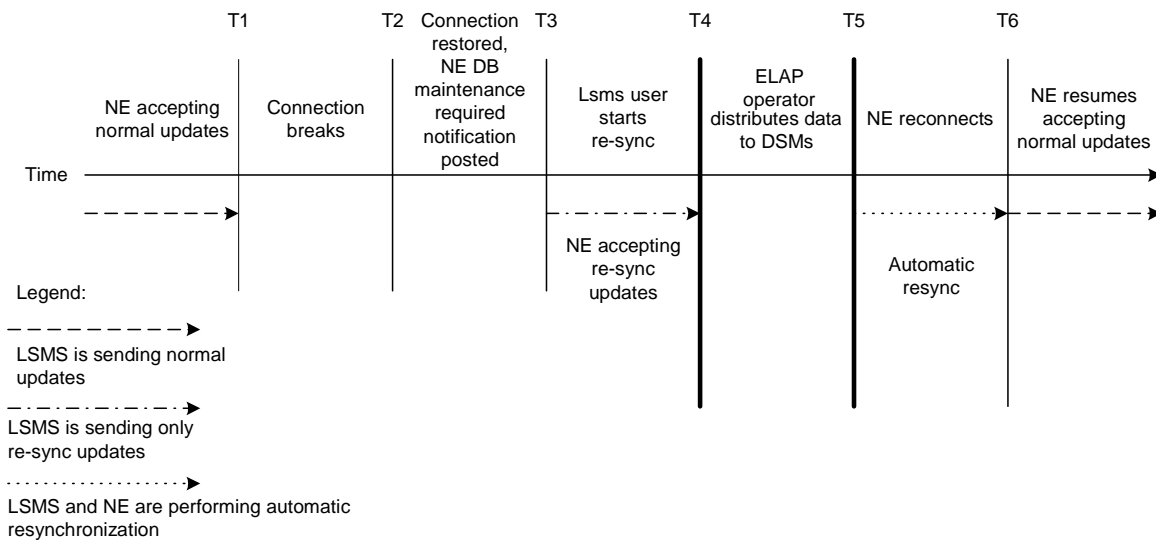 T1
T2
T3
T4
T5
T6
NE accepting
normal updates
Connection
breaks
Connection
restored,
NE DB
maintenance
required
notification
posted
Lsms user
starts
re-sync
ELAP
operator
distributes data
to DSMs
NE reconnects
NE resumes
accepting
normal updates
Time
NE accepting
re-sync
updates
Automatic
resync
Legend:
LSMS is sending normal
updates
LSMS is sending only
re-sync updates
LSMS and NE are performing automatic
resynchronization